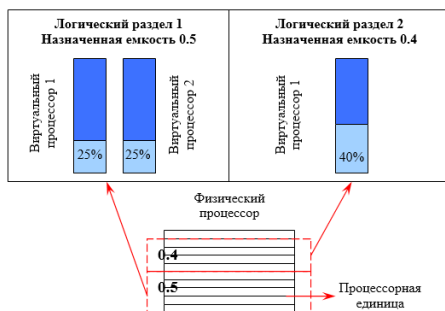 Логический раздел 1
Назначенная емкость 0.5
Логический раздел 2
Назначенная емкость 0.4
Виртуальный
процессор 1
25%
25%
Виртуальный
процессор 2
Виртуальный
процессор 1
40%
Физический
процессор
0.4
0.5
Процессорная
единица